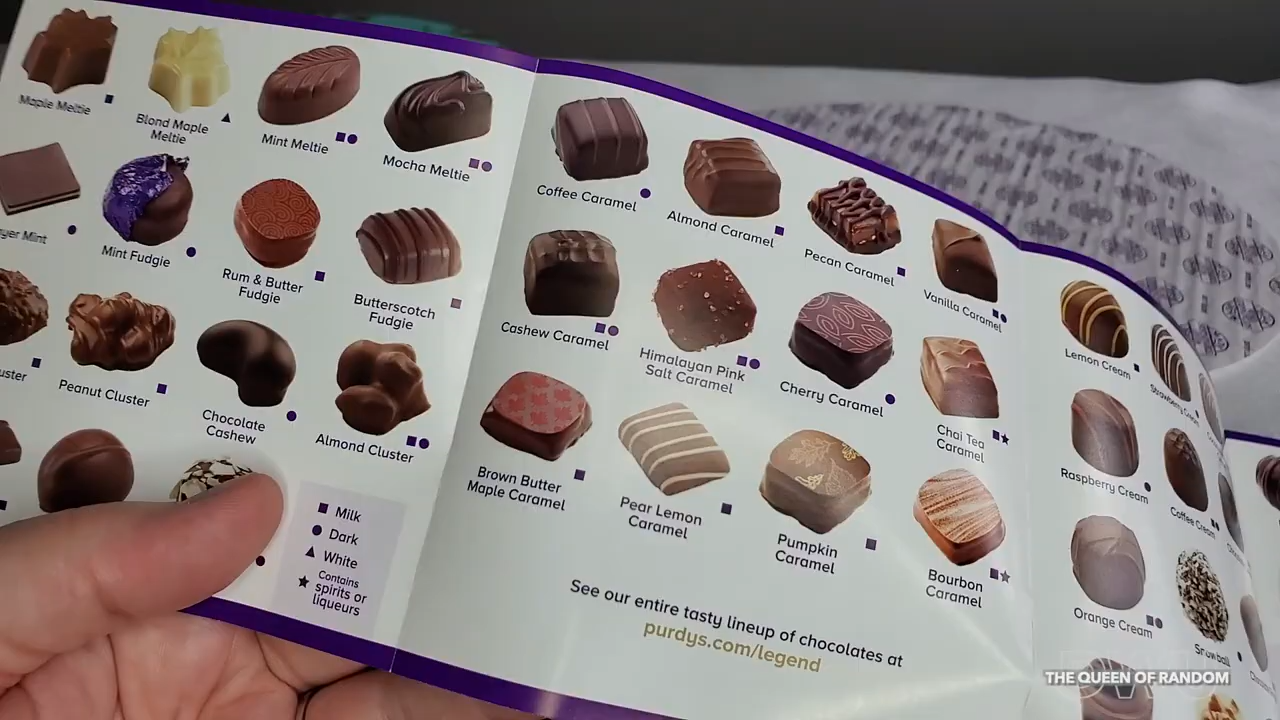 Maple Meltie
Blond Maple
Meltie
Mint Meltie
Mocha Meltie
Mint Fudgie
Rum & Butter
Fudgie
Butterscotch
Fudgie
Peanut Cluster
Chocolate
Cashew
Almond Cluster
Milk
Dark
White
Contains
spirits or
liqueurs
Coffee Caramel
Almond Caramel
Pecan Caramel
Vanilla Caramel
Cashew Caramel
Himalayan Pink
Salt Caramel
Cherry Caramel
Chai Tea
Caramel
Brown Butter
Maple Caramel
Pear Lemon
Caramel
Pumpkin
Caramel
Bourbon
Caramel
See our entire tasty lineup of chocolates at
purdys.com/legend
Lemon Cream
Strawberry Cream
Raspberry Cream
Coffee Cream
Orange Cream
Snowball
THE QUEEN OF RANDOM